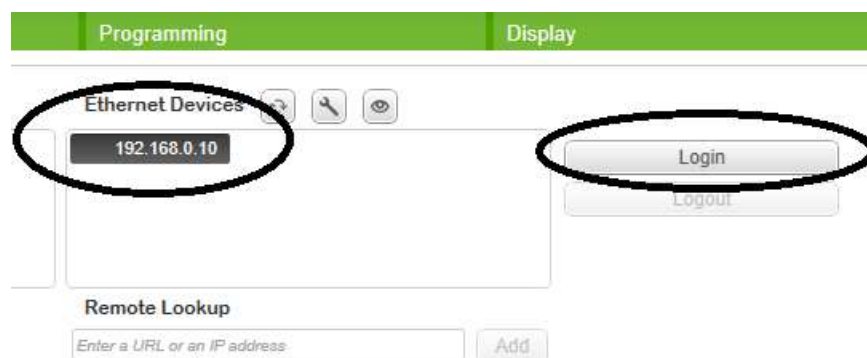 Programming Display
Ethernet Devices
192.168.0.10
Login
Logout
Remote Lookup
Enter a URL or an IP address Add